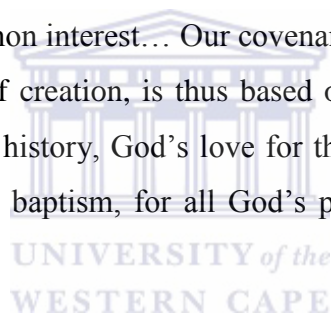 non interest… Our covenan
f creation, is thus based o
history, God’s love for th
baptism, for all God’s p
UNIVERSITY of the
WESTERN CAPE